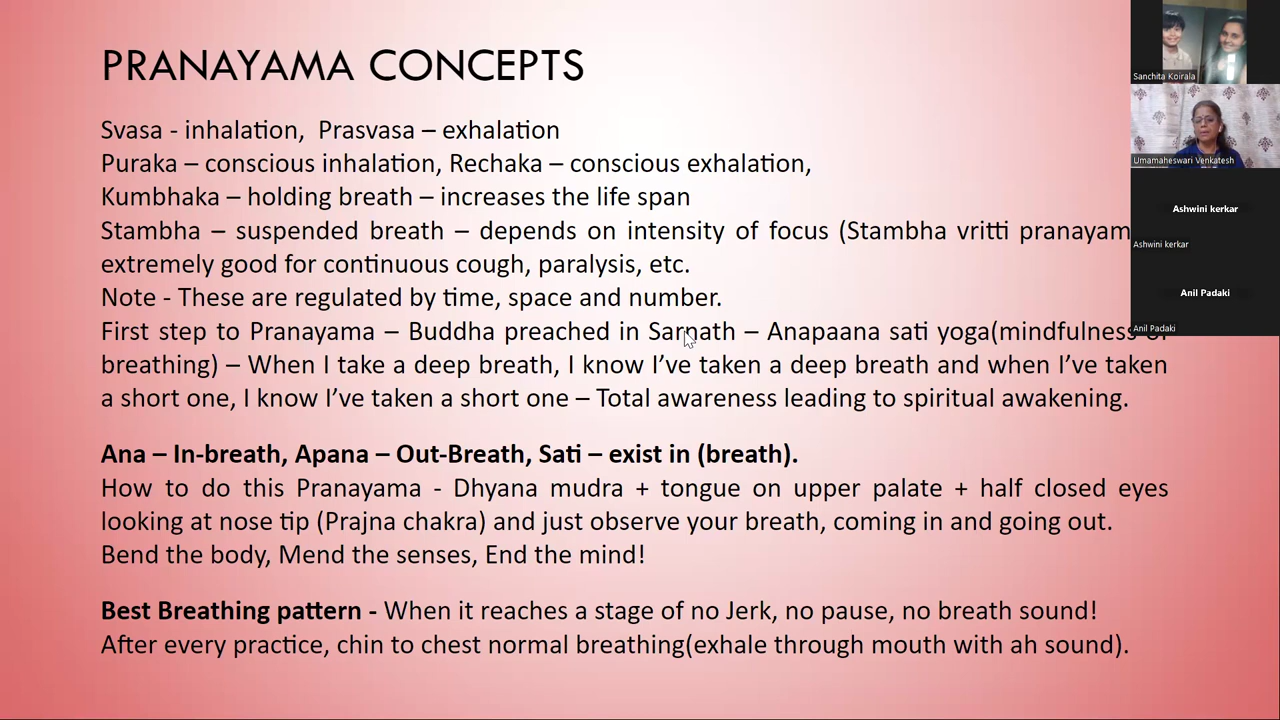 PRANAYAMA CONCEPTS
Svasa - inhalation, Prasvasa – exhalation
Puraka – conscious inhalation, Rechaka – conscious exhalation,
Kumbhaka – holding breath – increases the life span
Stambha – suspended breath – depends on intensity of focus (Stambha vritti pranayam
extremely good for continuous cough, paralysis, etc.
Note - These are regulated by time, space and number.
First step to Pranayama – Buddha preached in Sarnath – Anapaana sati yoga(mindfulness of
breathing) – When I take a deep breath, I know I've taken a deep breath and when I've taken
a short one, I know I've taken a short one – Total awareness leading to spiritual awakening.
Ana – In-breath, Apana – Out-Breath, Sati – exist in (breath).
How to do this Pranayama - Dhyana mudra + tongue on upper palate + half closed eyes
looking at nose tip (Prajna chakra) and just observe your breath, coming in and going out.
Bend the body, Mend the senses, End the mind!
Best Breathing pattern - When it reaches a stage of no Jerk, no pause, no breath sound!
After every practice, chin to chest normal breathing(exhale through mouth with ah sound).
Sanchita Koirala
Umamaheswari Venkatesh
Ashwini kerkar
Ashwini kerkar
Anil Padaki
Anil Padaki